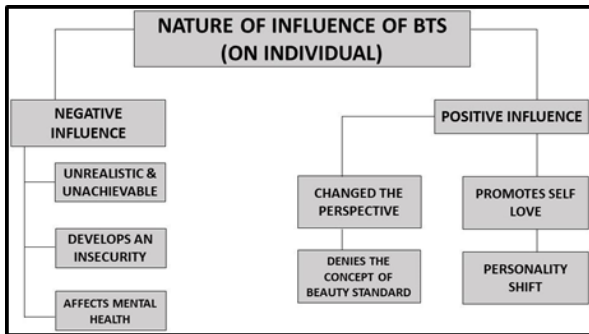 NATURE OF INFLUENCE OF BTS
(ON INDIVIDUAL)
NEGATIVE
INFLUENCE
UNREALISTIC &
UNACHIEVABLE
DEVELOPS AN
INSECURITY
AFFECTS MENTAL
HEALTH
POSITIVE INFLUENCE
CHANGED THE
PERSPECTIVE
DENIES THE
CONCEPT OF
BEAUTY STANDARD
PROMOTES SELF
LOVE
PERSONALITY
SHIFT